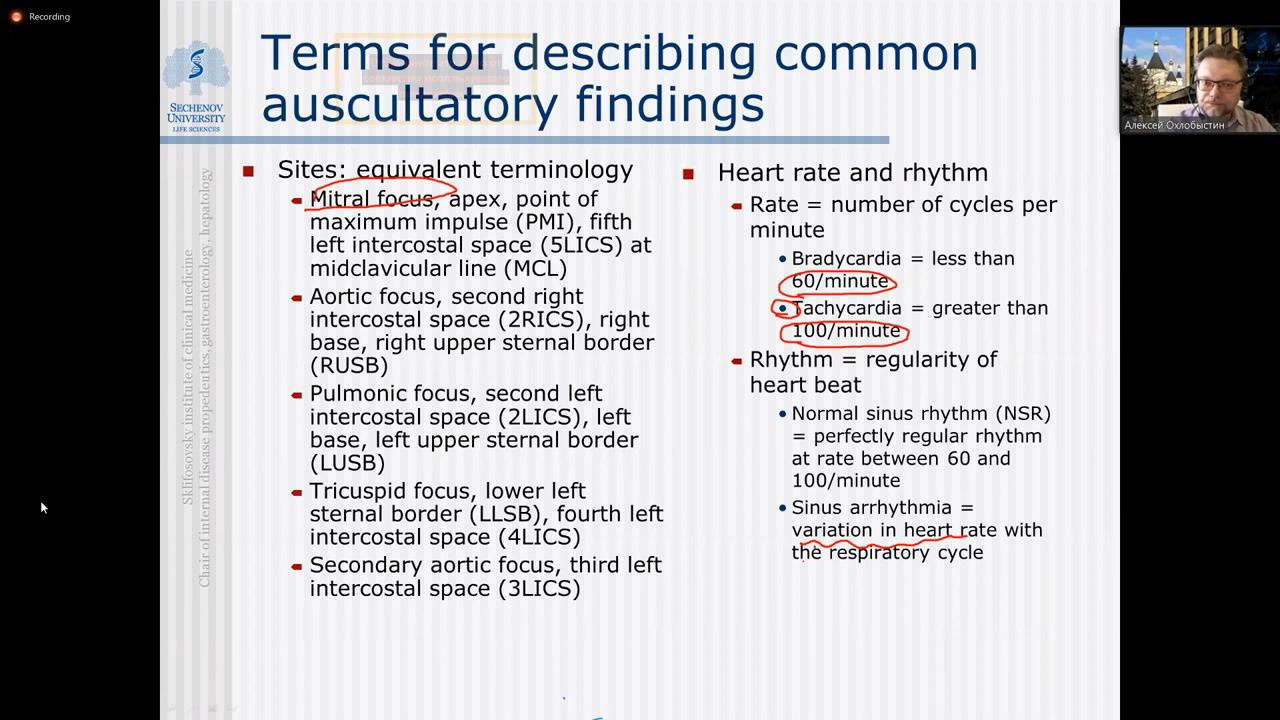 Recording
Terms for describing common
auscultatory findings
SECHENOV
UNIVERSITY
LIFE SCIENCES
Sklifosovsky institute of clinical medicine
Chair of internal disease propedeutics, gastroenterology, hepatology
Sites: equivalent terminology
Mitral focus, apex, point of
maximum impulse (PMI), fifth
left intercostal space (5LICS) at
midclavicular line (MCL)
Aortic focus, second right
intercostal space (2RICS), right
base, right upper sternal border
(RUSB)
Pulmonic focus, second left
intercostal space (2LICS), left
base, left upper sternal border
(LUSB)
Tricuspid focus, lower left
sternal border (LLSB), fourth left
intercostal space (4LICS)
Secondary aortic focus, third left
intercostal space (3LICS)
Heart rate and rhythm
Rate = number of cycles per
minute
Bradycardia = less than
60/minute
Tachycardia = greater than
100/minute
Rhythm = regularity of
heart beat
Normal sinus rhythm (NSR)
= perfectly regular rhythm
at rate between 60 and
100/minute
Sinus arrhythmia =
variation in heart rate with
the respiratory cycle
Алексей Охлобыстин